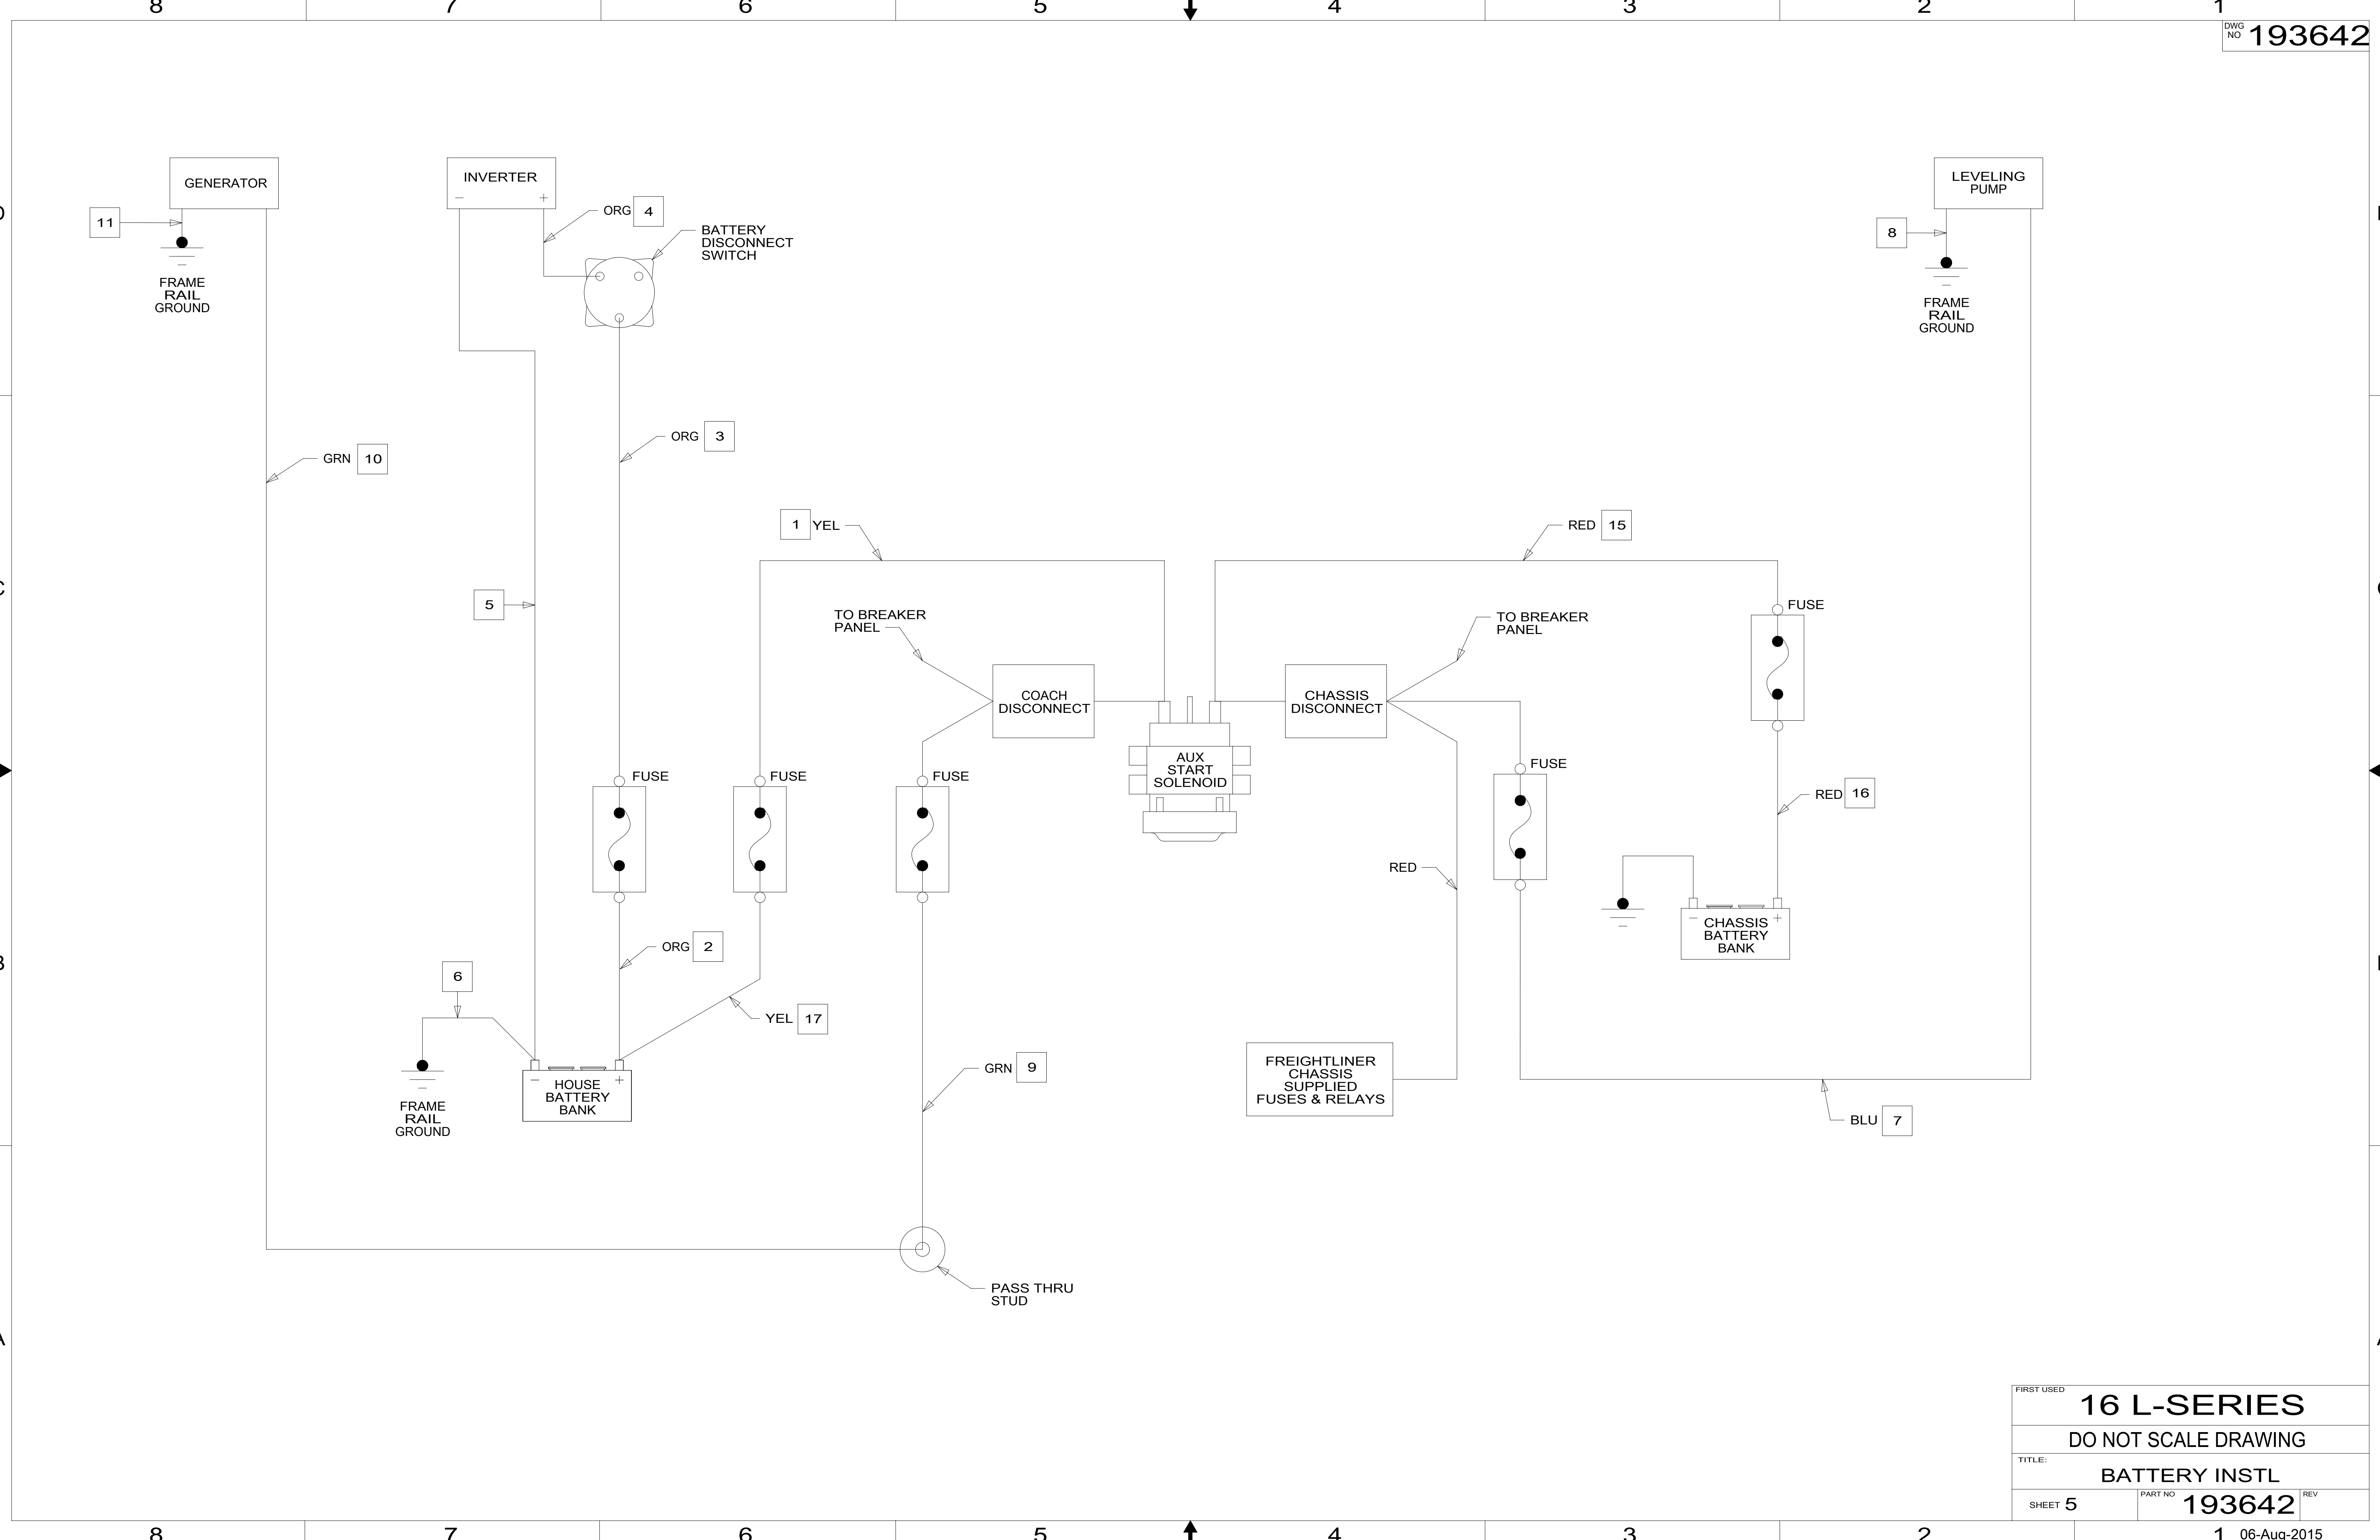 8 7 6 5 4 3 2 1
DWG
NO 193642
GENERATOR
INVERTER
− +
LEVELING
PUMP
ORG 4
11
8
BATTERY
DISCONNECT
SWITCH
FRAME
RAIL
GROUND
FRAME
RAIL
GROUND
ORG 3
GRN 10
1 YEL
RED 15
5
TO BREAKER
PANEL
TO BREAKER
PANEL
FUSE
COACH
DISCONNECT
CHASSIS
DISCONNECT
AUX
START
SOLENOID
FUSE
FUSE
FUSE
FUSE
RED 16
RED
− +
CHASSIS
BATTERY
BANK
ORG 2
6
YEL 17
GRN 9
FREIGHTLINER
CHASSIS
SUPPLIED
FUSES & RELAYS
− +
HOUSE
BATTERY
BANK
FRAME
RAIL
GROUND
BLU 7
PASS THRU
STUD
FIRST USED
16 L-SERIES
DO NOT SCALE DRAWING
TITLE:
BATTERY INSTL
SHEET 5
PART NO 193642
REV
8 7 6 5 4 3 2 1
06-Aug-2015